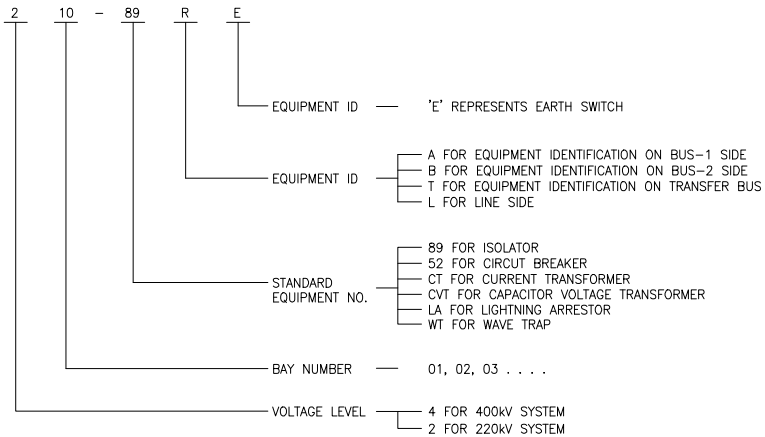 2 10 - 89 R E
EQUIPMENT ID — 'E' REPRESENTS EARTH SWITCH
EQUIPMENT ID
A FOR EQUIPMENT IDENTIFICATION ON BUS-1 SIDE
B FOR EQUIPMENT IDENTIFICATION ON BUS-2 SIDE
T FOR EQUIPMENT IDENTIFICATION ON TRANSFER BUS
L FOR LINE SIDE
STANDARD
EQUIPMENT NO.
89 FOR ISOLATOR
52 FOR CIRCUT BREAKER
CT FOR CURRENT TRANSFORMER
CVT FOR CAPACITOR VOLTAGE TRANSFORMER
LA FOR LIGHTNING ARRESTOR
WT FOR WAVE TRAP
BAY NUMBER — 01, 02, 03 . . . .
VOLTAGE LEVEL
4 FOR 400kV SYSTEM
2 FOR 220kV SYSTEM